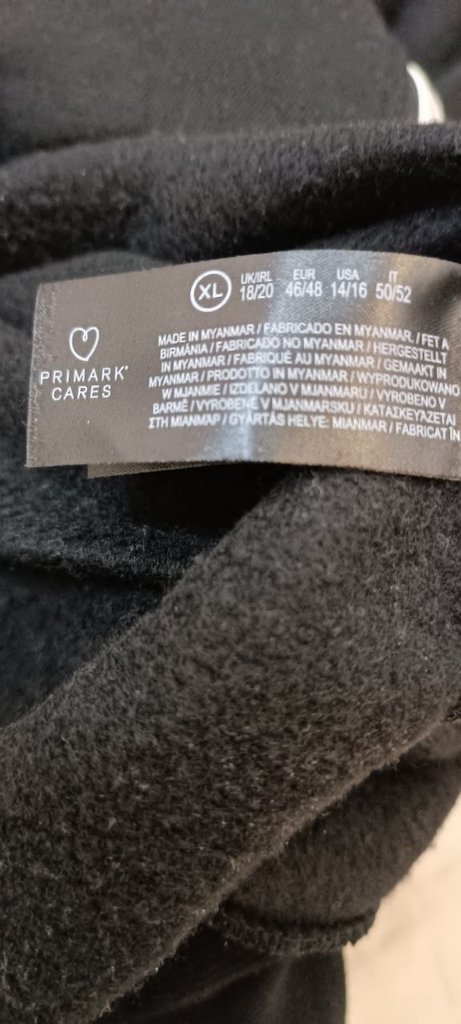 XL
UK/IRL EUR USA IT
18/20 46/48 14/16 50/52
PRIMARK®
CARES
MADE IN MYANMAR / FABRICADO EN MYANMAR. / FET A
BIRMÀNIA / FABRICADO NO MYANMAR / HERGESTELLT
IN MYANMAR / FABRIQUÉ AU MYANMAR / GEMAAKT IN
MYANMAR / PRODOTTO IN MYANMAR / WYPRODUKOWANO
W MJANMIE / IZDELANO V MJANMARU / VYROBENO V
BARMĚ / VYROBENÉ V MJANMARSKU / ΚΑΤΑΣΚΕΥΑΖΕΤΑΙ
ΣΤΗ ΜΙΑΝΜΑΡ / GYÁRTÁS HELYE: MIANMAR / FABRICAT ÎN